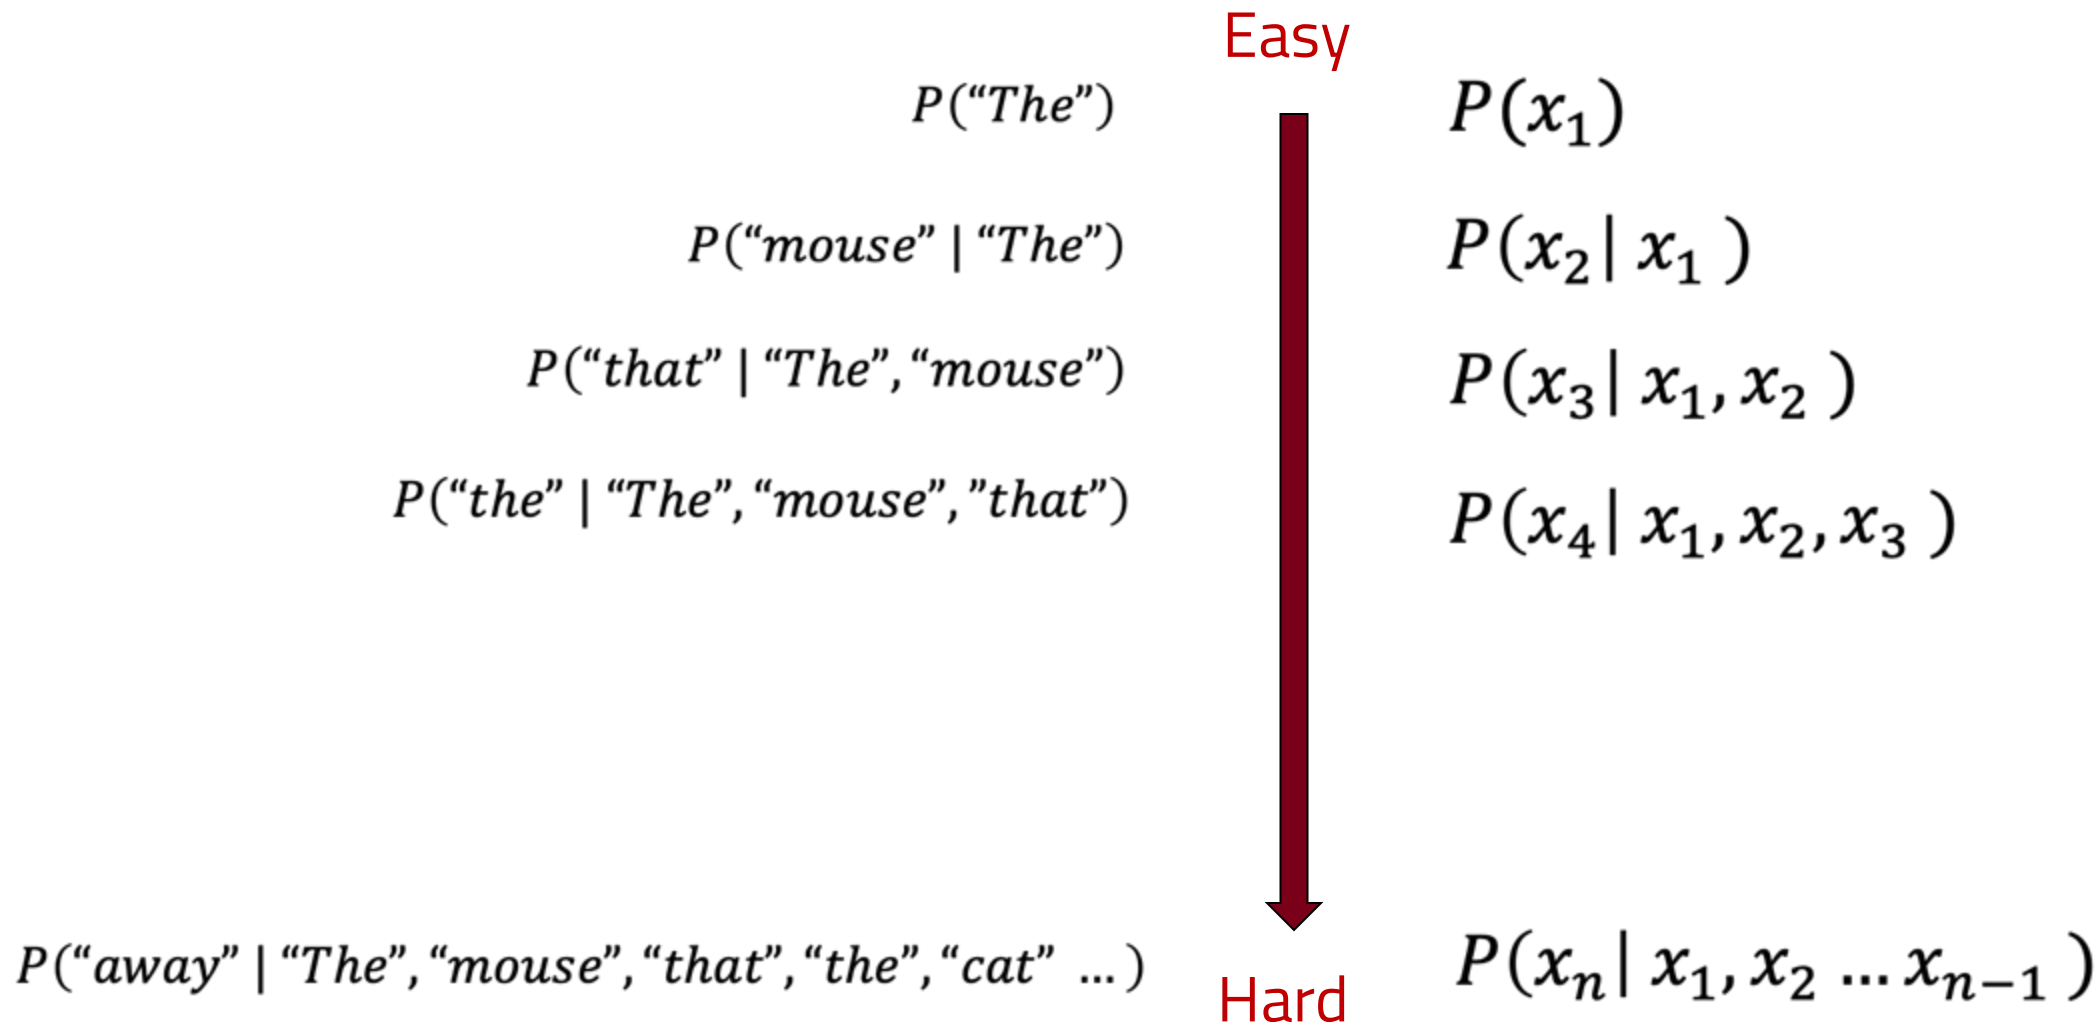 Easy
P(“The”) P(x₁)
P(“mouse” | “The”) P(x₂| x₁ )
P(“that” | “The”, “mouse”) P(x₃| x₁, x₂ )
P(“the” | “The”, “mouse”, ”that”) P(x₄| x₁, x₂, x₃ )
P(“away” | “The”, “mouse”, “that”, “the”, “cat” ... ) P(xₙ| x₁, x₂ ... xₙ₋₁ )
Hard